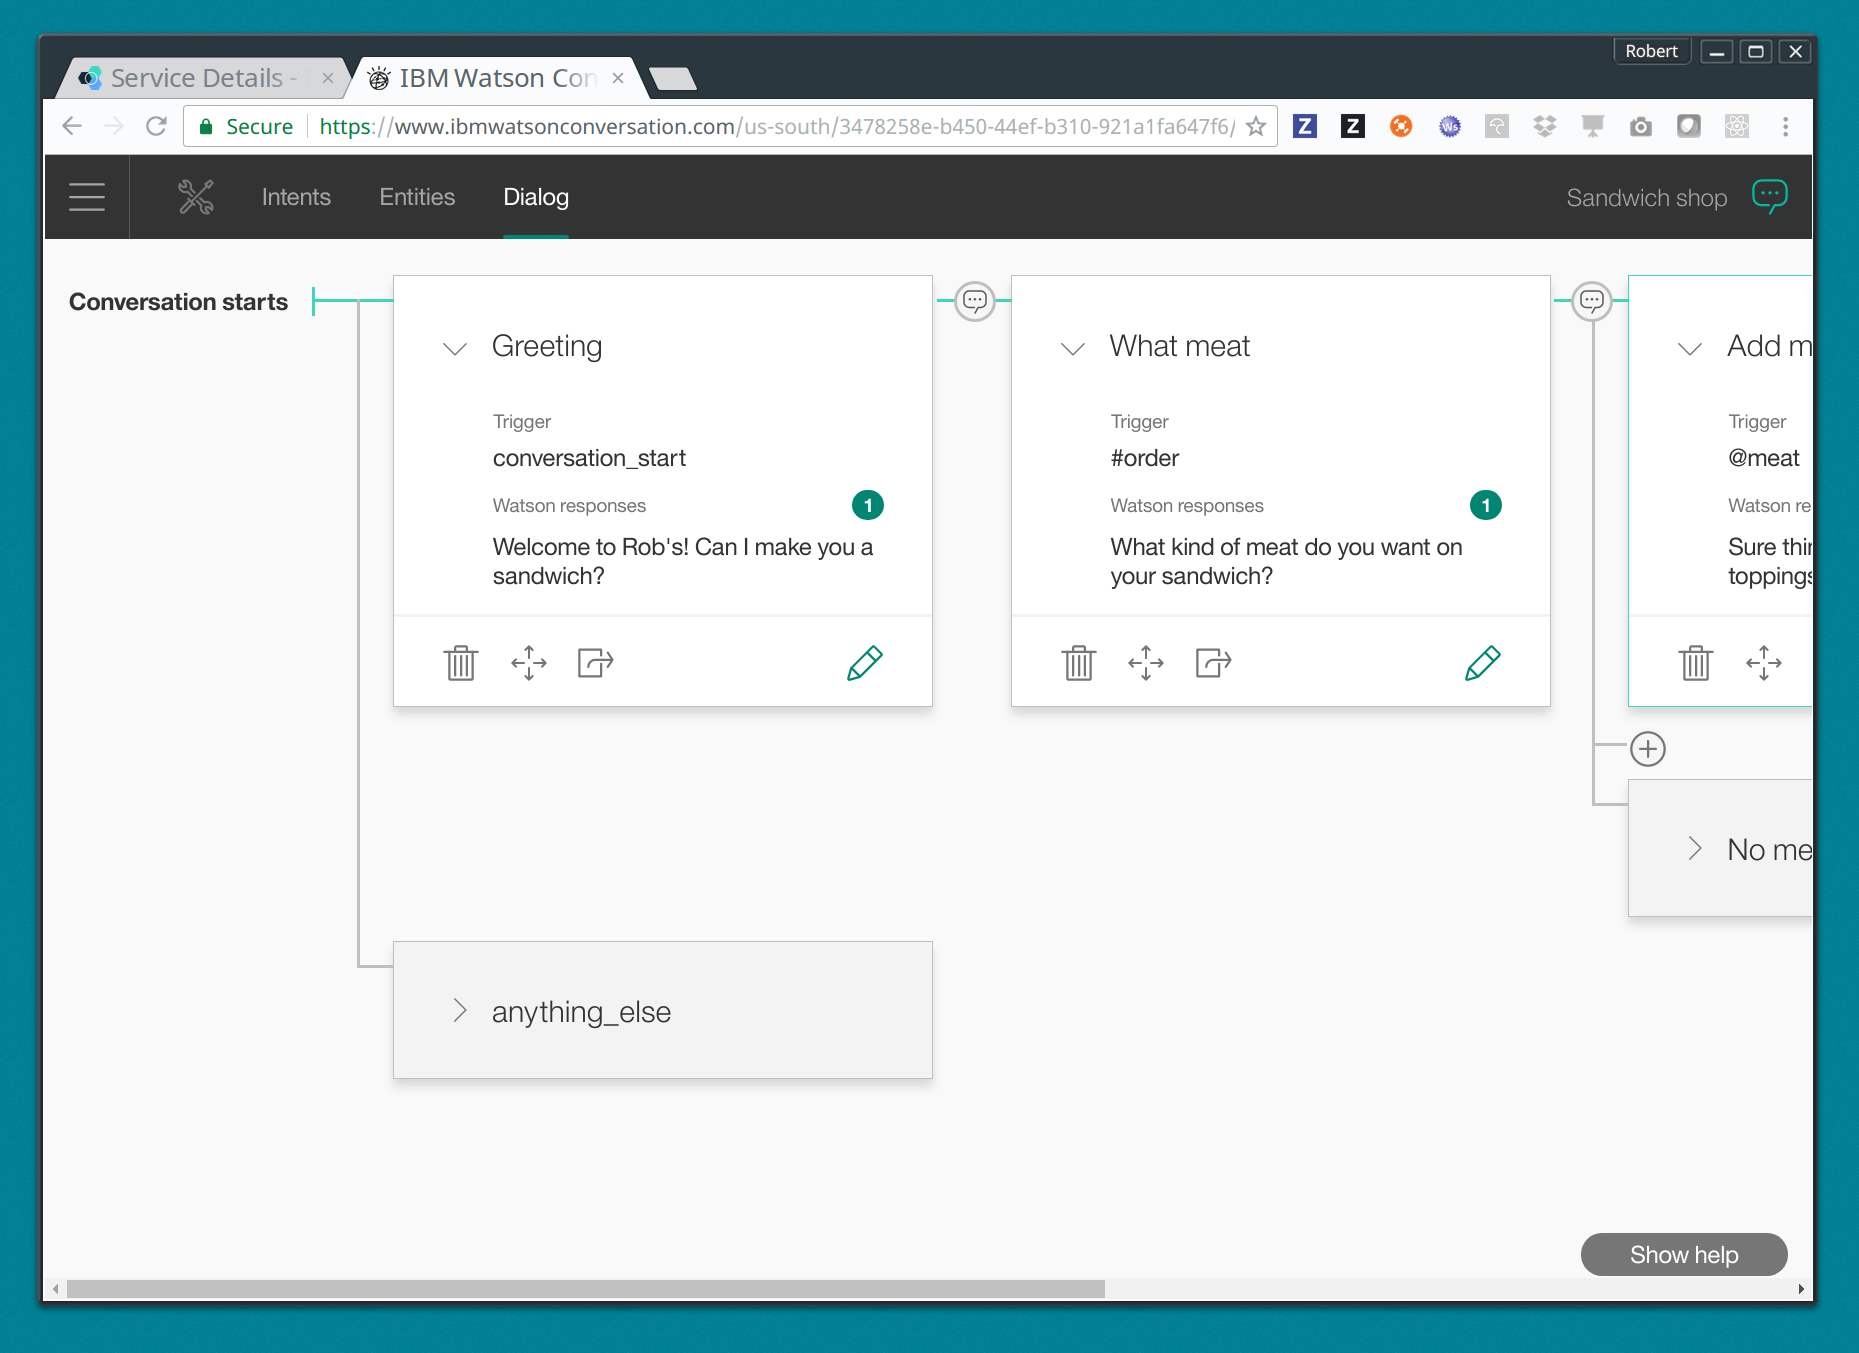 Robert
Service Details -
IBM Watson Con
Secure
https://www.ibmwatsonconversation.com/us-south/3478258e-b450-44ef-b310-921a1fa647f6/
Z
Z
Ws
Intents
Entities
Dialog
Sandwich shop
Conversation starts
Greeting
Trigger
conversation_start
Watson responses
1
Welcome to Rob's! Can I make you a
sandwich?
What meat
Trigger
#order
Watson responses
1
What kind of meat do you want on
your sandwich?
Add m
Trigger
@meat
Watson re
Sure thin
toppings
No me
anything_else
Show help